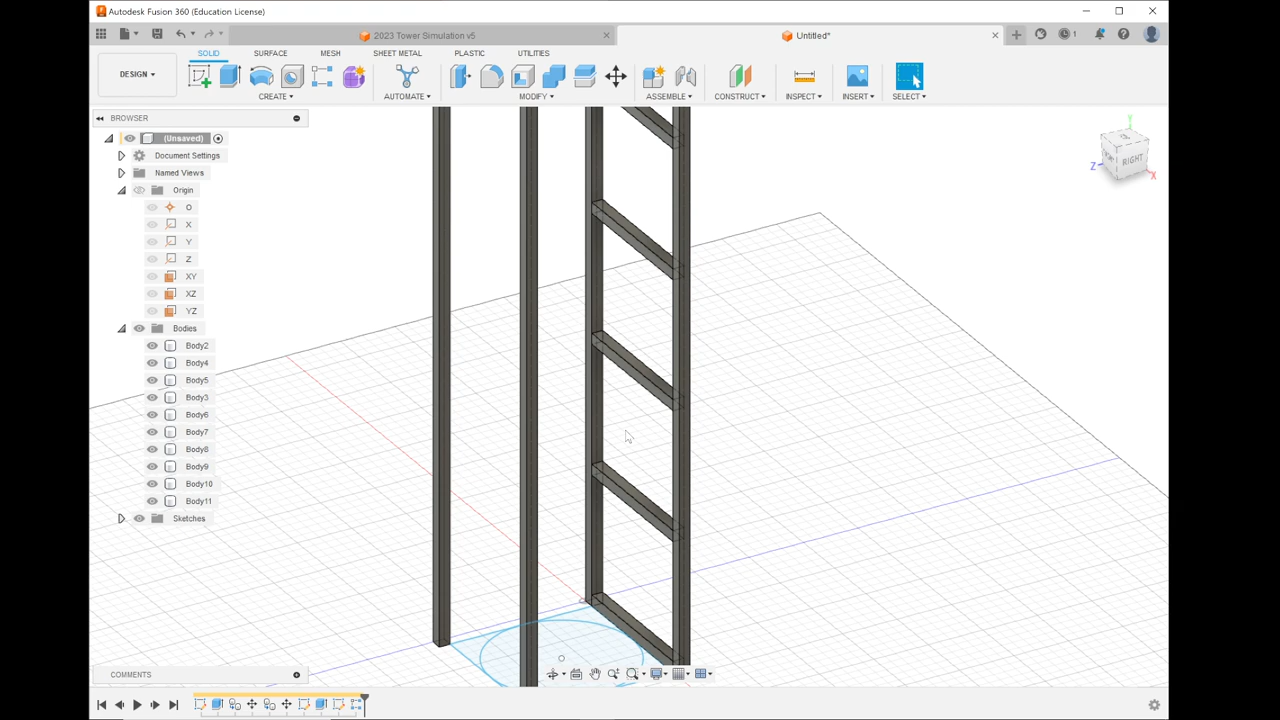 Autodesk Fusion 360 (Education License)
2023 Tower Simulation v5
Untitled*
1
DESIGN
SOLID SURFACE MESH SHEET METAL PLASTIC UTILITIES
CREATE AUTOMATE MODIFY ASSEMBLE CONSTRUCT INSPECT INSERT SELECT
BROWSER
(Unsaved)
Document Settings
Named Views
Origin
O
X
Y
Z
XY
XZ
YZ
Bodies
Body2
Body4
Body5
Body3
Body6
Body7
Body8
Body9
Body10
Body11
Sketches
COMMENTS
Y
RIGHT
Z
X